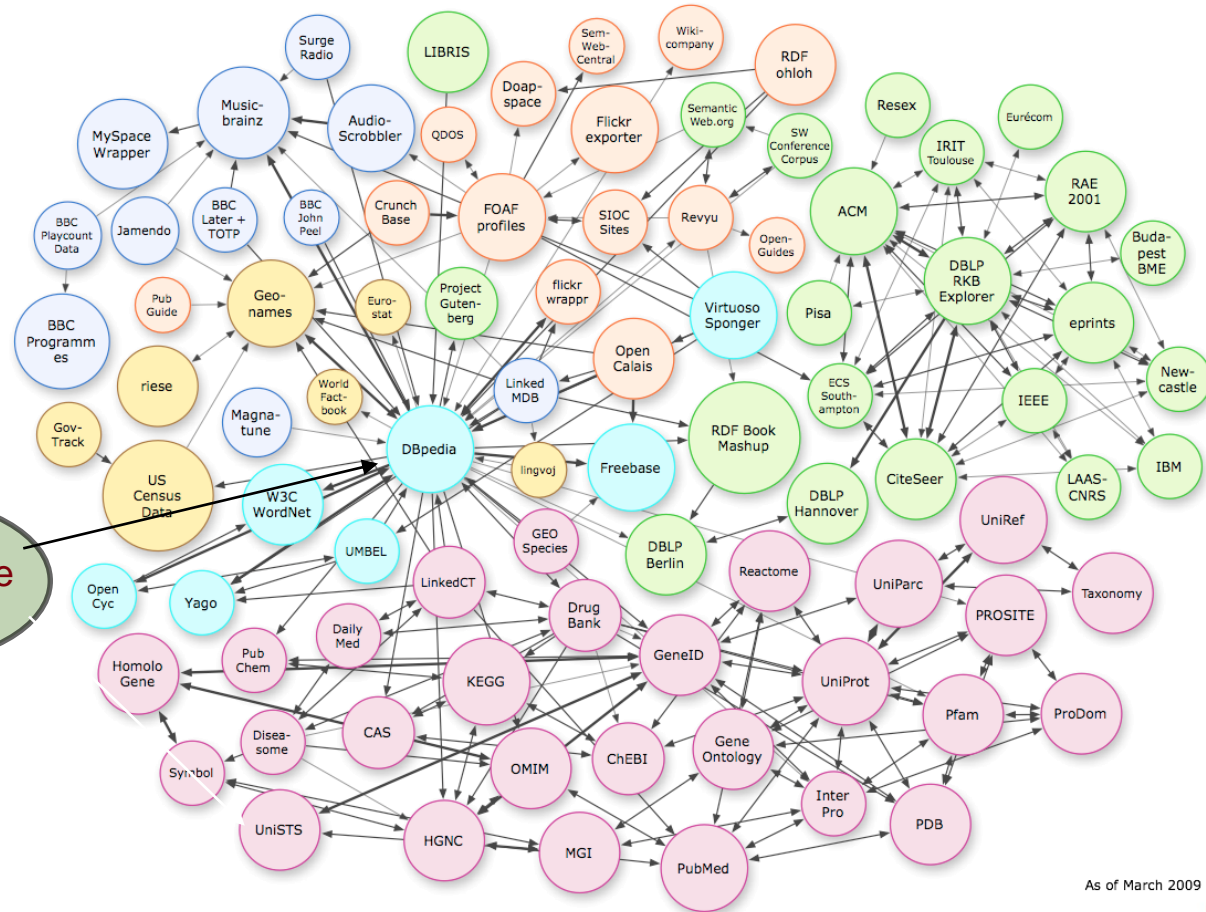 Surge
Radio
LIBRIS
Sem-
Web-
Central
Wiki-
company
RDF
ohloh
Music-
brainz
Doap-
space
Resex
Eurécom
MySpace
Wrapper
Audio-
Scrobbler
QDOS
Flickr
exporter
Semantic
Web.org
SW
Conference
Corpus
IRIT
Toulouse
RAE
2001
BBC
Playcount
Data
Jamendo
BBC
Later +
TOTP
BBC
John
Peel
Crunch
Base
FOAF
profiles
SIOC
Sites
Revyu
Open-
Guides
ACM
DBLP
RKB
Explorer
Buda-
pest
BME
Pub
Guide
Geo-
names
Euro-
stat
Project
Guten-
berg
flickr
wrappr
Virtuoso
Sponger
Pisa
eprints
BBC
Programm
es
riese
World
Fact-
book
Linked
MDB
Open
Calais
ECS
South-
ampton
IEEE
New-
castle
Gov-
Track
Magna-
tune
DBpedia
lingvoj
Freebase
RDF Book
Mashup
CiteSeer
LAAS-
CNRS
IBM
US
Census
Data
W3C
WordNet
UMBEL
GEO
Species
DBLP
Berlin
DBLP
Hannover
UniRef
e
Open
Cyc
Yago
LinkedCT
Drug
Bank
Reactome
UniParc
Taxonomy
PROSITE
Homolo
Gene
Pub
Chem
Daily
Med
KEGG
GeneID
UniProt
Pfam
ProDom
Disea-
some
CAS
Symbol
OMIM
ChEBI
Gene
Ontology
Inter
Pro
PDB
UniSTS
HGNC
MGI
PubMed
As of March 2009